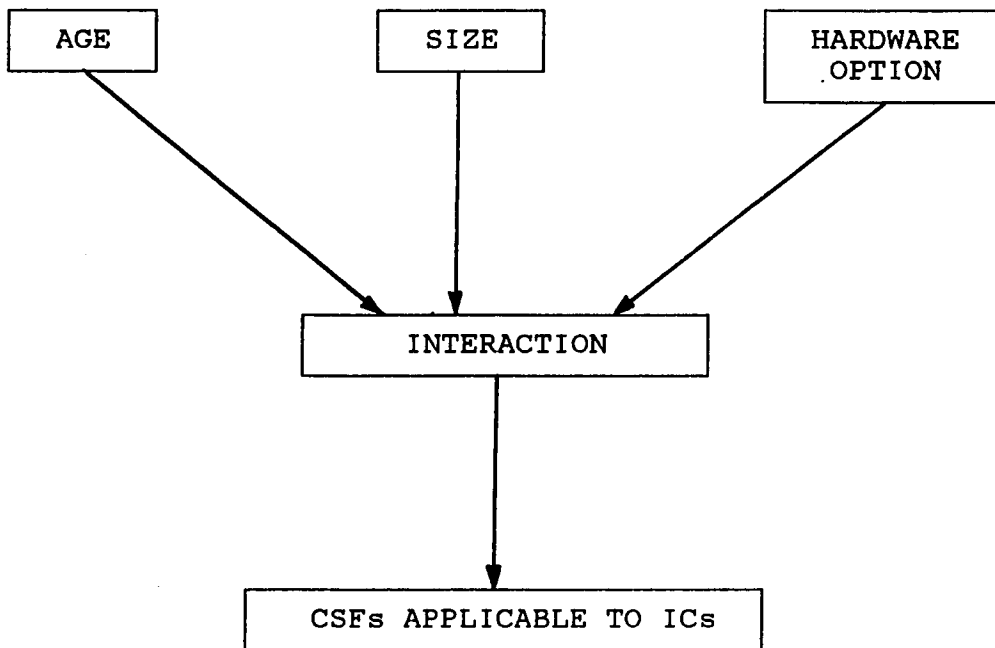 AGE
SIZE
HARDWARE
OPTION
INTERACTION
CSFs APPLICABLE TO ICs